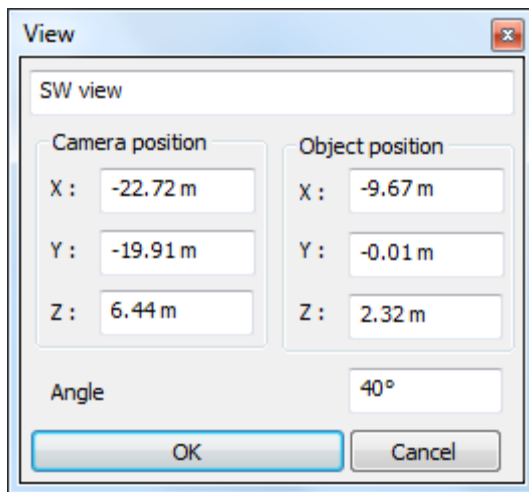 View
SW view
Camera position
X : -22.72 m
Y : -19.91 m
Z : 6.44 m
Object position
X : -9.67 m
Y : -0.01 m
Z : 2.32 m
Angle 40°
OK Cancel